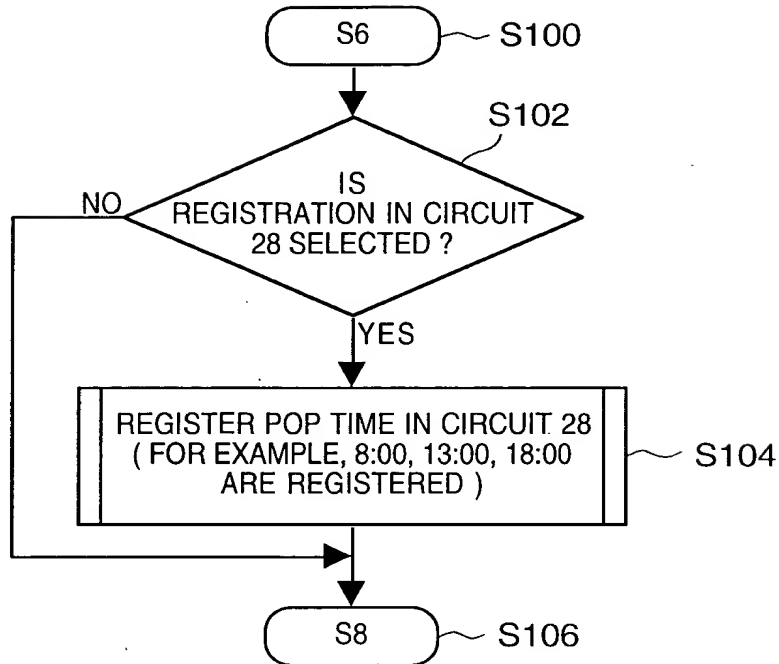 S6
S100
S102
IS
REGISTRATION IN CIRCUIT
28 SELECTED ?
NO
YES
REGISTER POP TIME IN CIRCUIT 28
( FOR EXAMPLE, 8:00, 13:00, 18:00
ARE REGISTERED )
S104
S8
S106